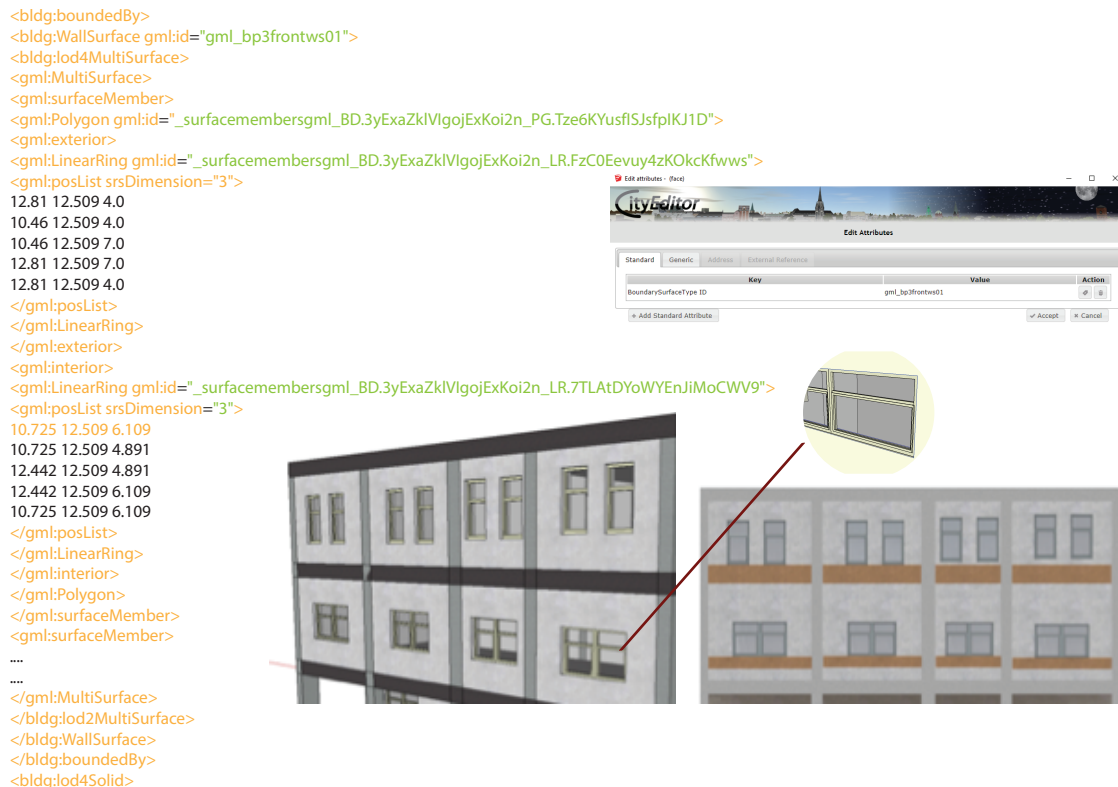 <bldg:boundedBy>
<bldg:WallSurface gml:id="gml_bp3frontws01">
<bldg:lod4MultiSurface>
<gml:MultiSurface>
<gml:surfaceMember>
<gml:Polygon gml:id="_surfacemembersgml_BD.3yExaZklVIgojExKoi2n_PG.Tze6KYusflSJsfpIKJ1D">
<gml:exterior>
<gml:LinearRing gml:id="_surfacemembersgml_BD.3yExaZklVIgojExKoi2n_LR.FzC0Eevuy4zKOkcKfwws">
<gml:posList srsDimension="3">
12.81 12.509 4.0
10.46 12.509 4.0
10.46 12.509 7.0
12.81 12.509 7.0
12.81 12.509 4.0
</gml:posList>
</gml:LinearRing>
</gml:exterior>
<gml:interior>
<gml:LinearRing gml:id="_surfacemembersgml_BD.3yExaZklVIgojExKoi2n_LR.7TLAtDYoWYEnJiMoCWV9">
<gml:posList srsDimension="3">
10.725 12.509 6.109
10.725 12.509 4.891
12.442 12.509 4.891
12.442 12.509 6.109
10.725 12.509 6.109
</gml:posList>
</gml:LinearRing>
</gml:interior>
</gml:Polygon>
</gml:surfaceMember>
<gml:surfaceMember>
....
....
</gml:MultiSurface>
</bldg:lod2MultiSurface>
</bldg:WallSurface>
</bldg:boundedBy>
<bldg:lod4Solid>
Edit attributes - (face)
CityEditor
Edit Attributes
Standard Generic Address External Reference
Key Value Action
BoundarySurfaceType ID gml_bp3frontws01
+ Add Standard Attribute Accept Cancel